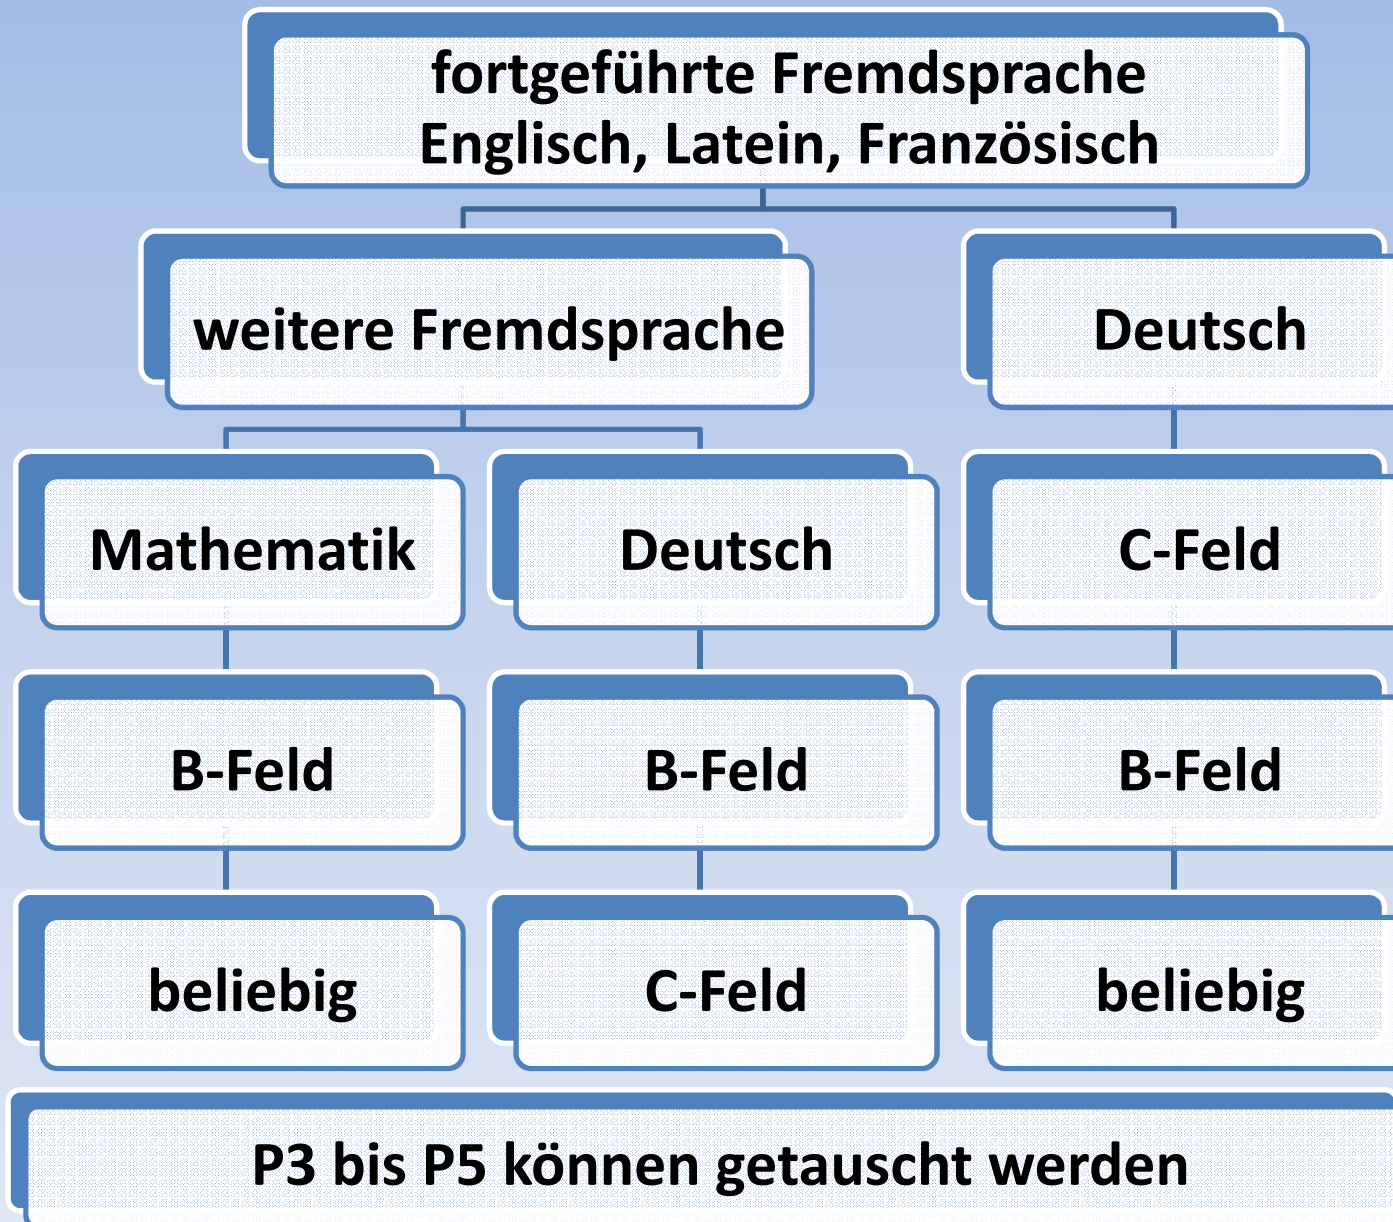 fortgeführte Fremdsprache
Englisch, Latein, Französisch
weitere Fremdsprache
Deutsch
Mathematik
Deutsch
C-Feld
B-Feld
B-Feld
B-Feld
beliebig
C-Feld
beliebig
P3 bis P5 können getauscht werden